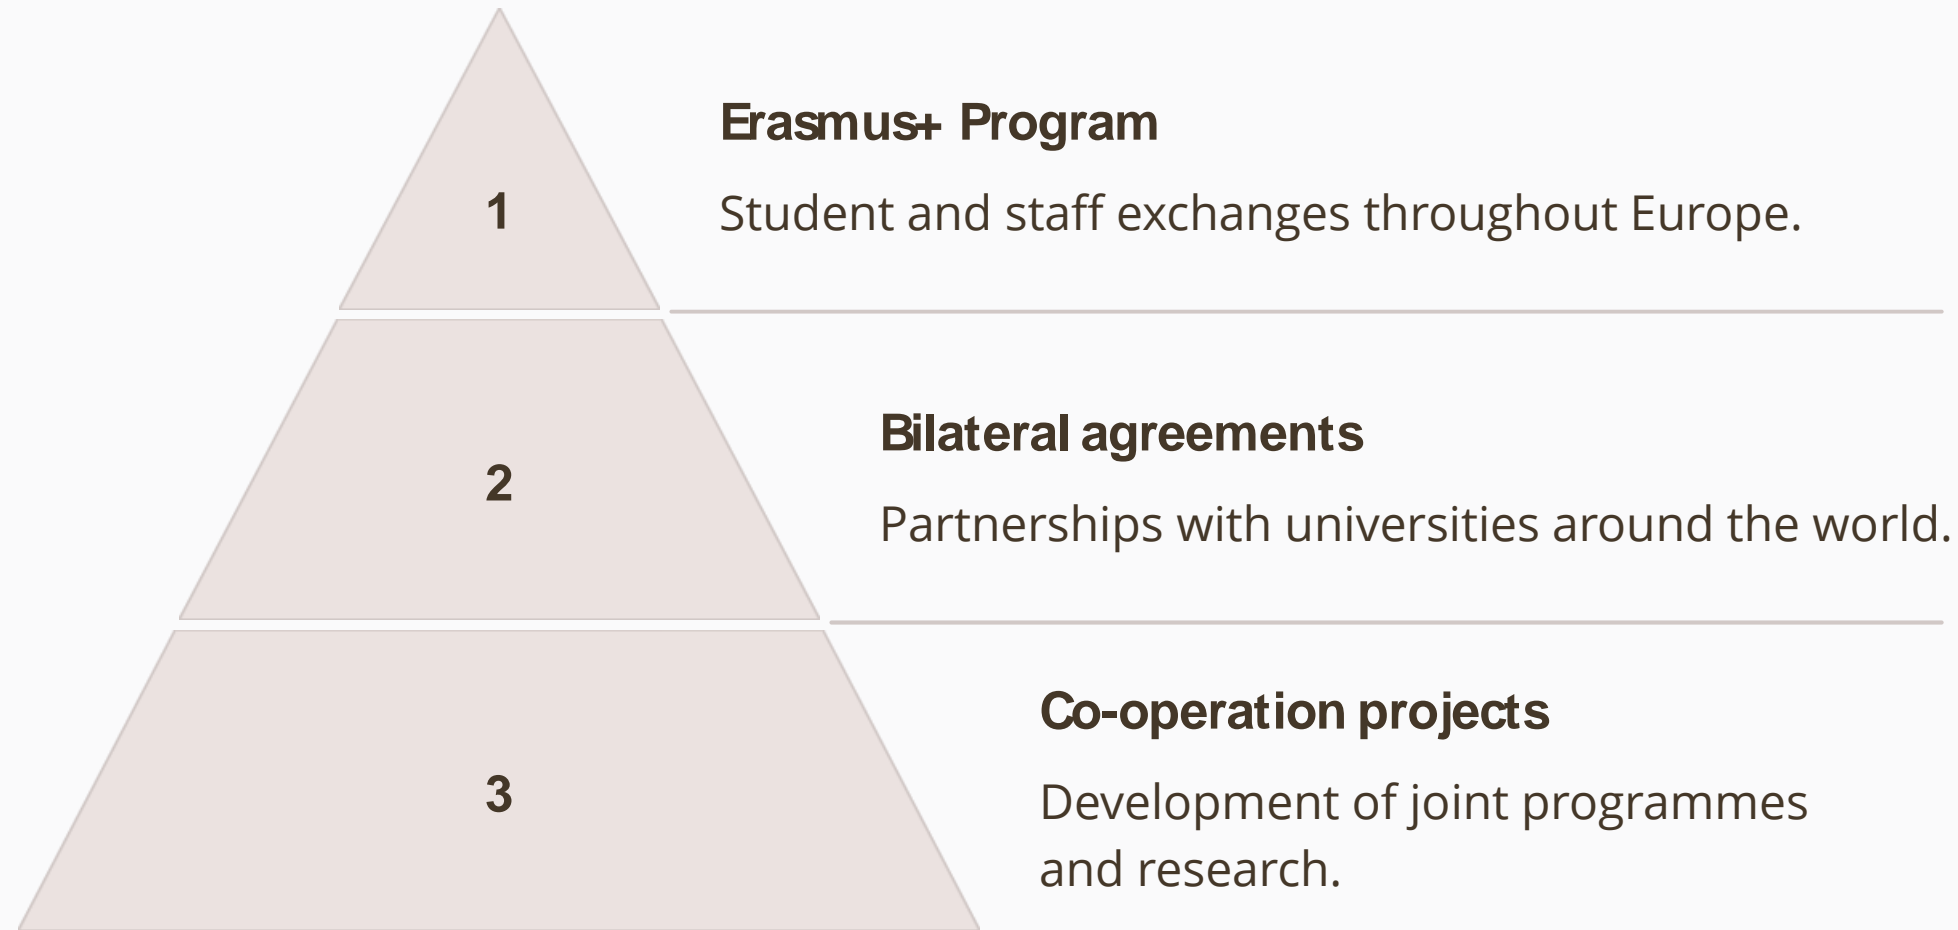 1
Erasmus+ Program
Student and staff exchanges throughout Europe.
2
Bilateral agreements
Partnerships with universities around the world.
3
Co-operation projects
Development of joint programmes
and research.